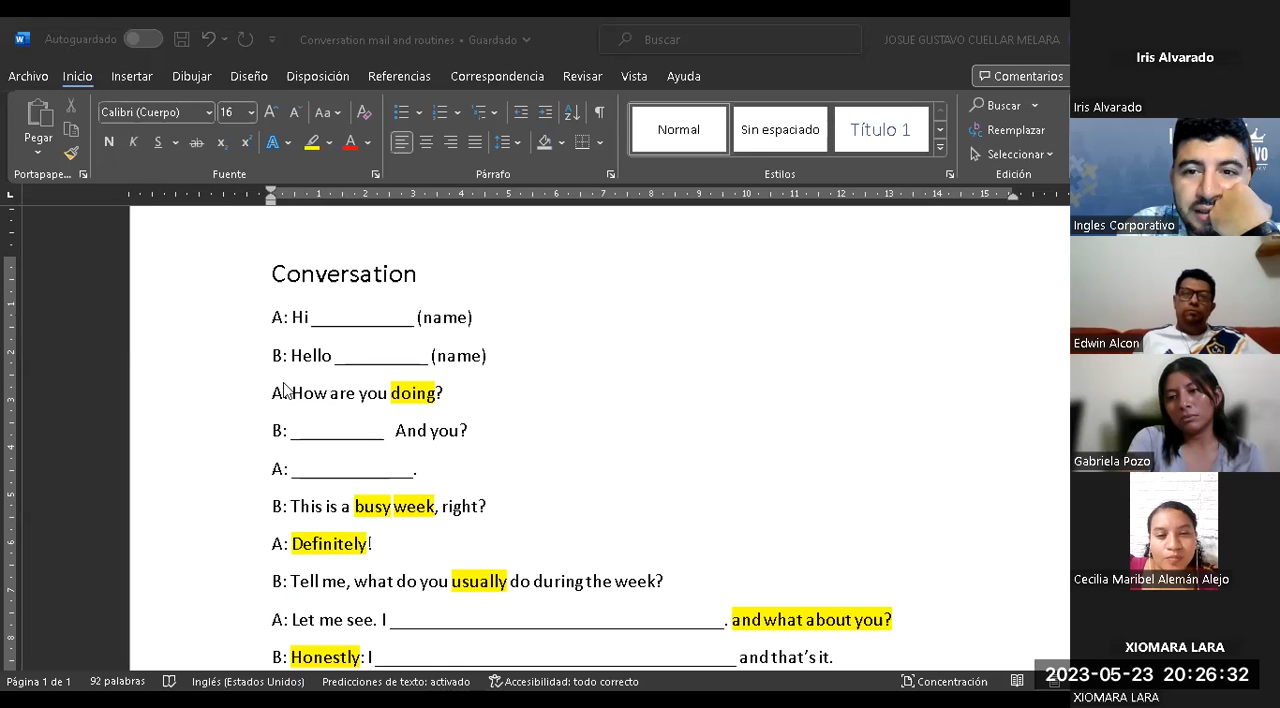 Autoguardado
Conversation mail and routines • Guardado
Buscar
JOSUE GUSTAVO CUELLAR MELARA
Archivo Inicio Insertar Dibujar Diseño Disposición Referencias Correspondencia Revisar Vista Ayuda
Comentarios
Calibri (Cuerpo) 16
Pegar
Normal
Sin espaciado
Título 1
Buscar
Reemplazar
Seleccionar
Portapape...
Fuente
Párrafo
Estilos
Edición
Conversation
A: Hi ___________ (name)
B: Hello __________ (name)
A: How are you doing?
B: __________ And you?
A: _____________.
B: This is a busy week, right?
A: Definitely!
B: Tell me, what do you usually do during the week?
A: Let me see. I ____________________________________. and what about you?
B: Honestly: I _______________________________________ and that's it.
Página 1 de 1
92 palabras
Inglés (Estados Unidos)
Predicciones de texto: activado
Accesibilidad: todo correcto
Concentración
Iris Alvarado
Iris Alvarado
Ingles Corporativo
Edwin Alcon
Gabriela Pozo
Cecilia Maribel Alemán Alejo
XIOMARA LARA
2023-05-23 20:26:32
XIOMARA LARA